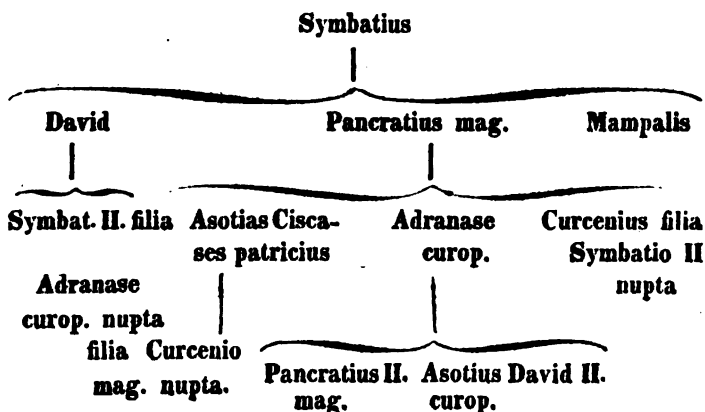 Symbatius
David Pancratius mag. Mampalis
Symbat. II. filia Asotias Cisca- Adranase Curcenius filia
ses patricius curop. Symbatio II
Adranase nupta
curop. nupta
filia Curcenio
mag. nupta. Pancratius II. Asotius David II.
mag. curop.